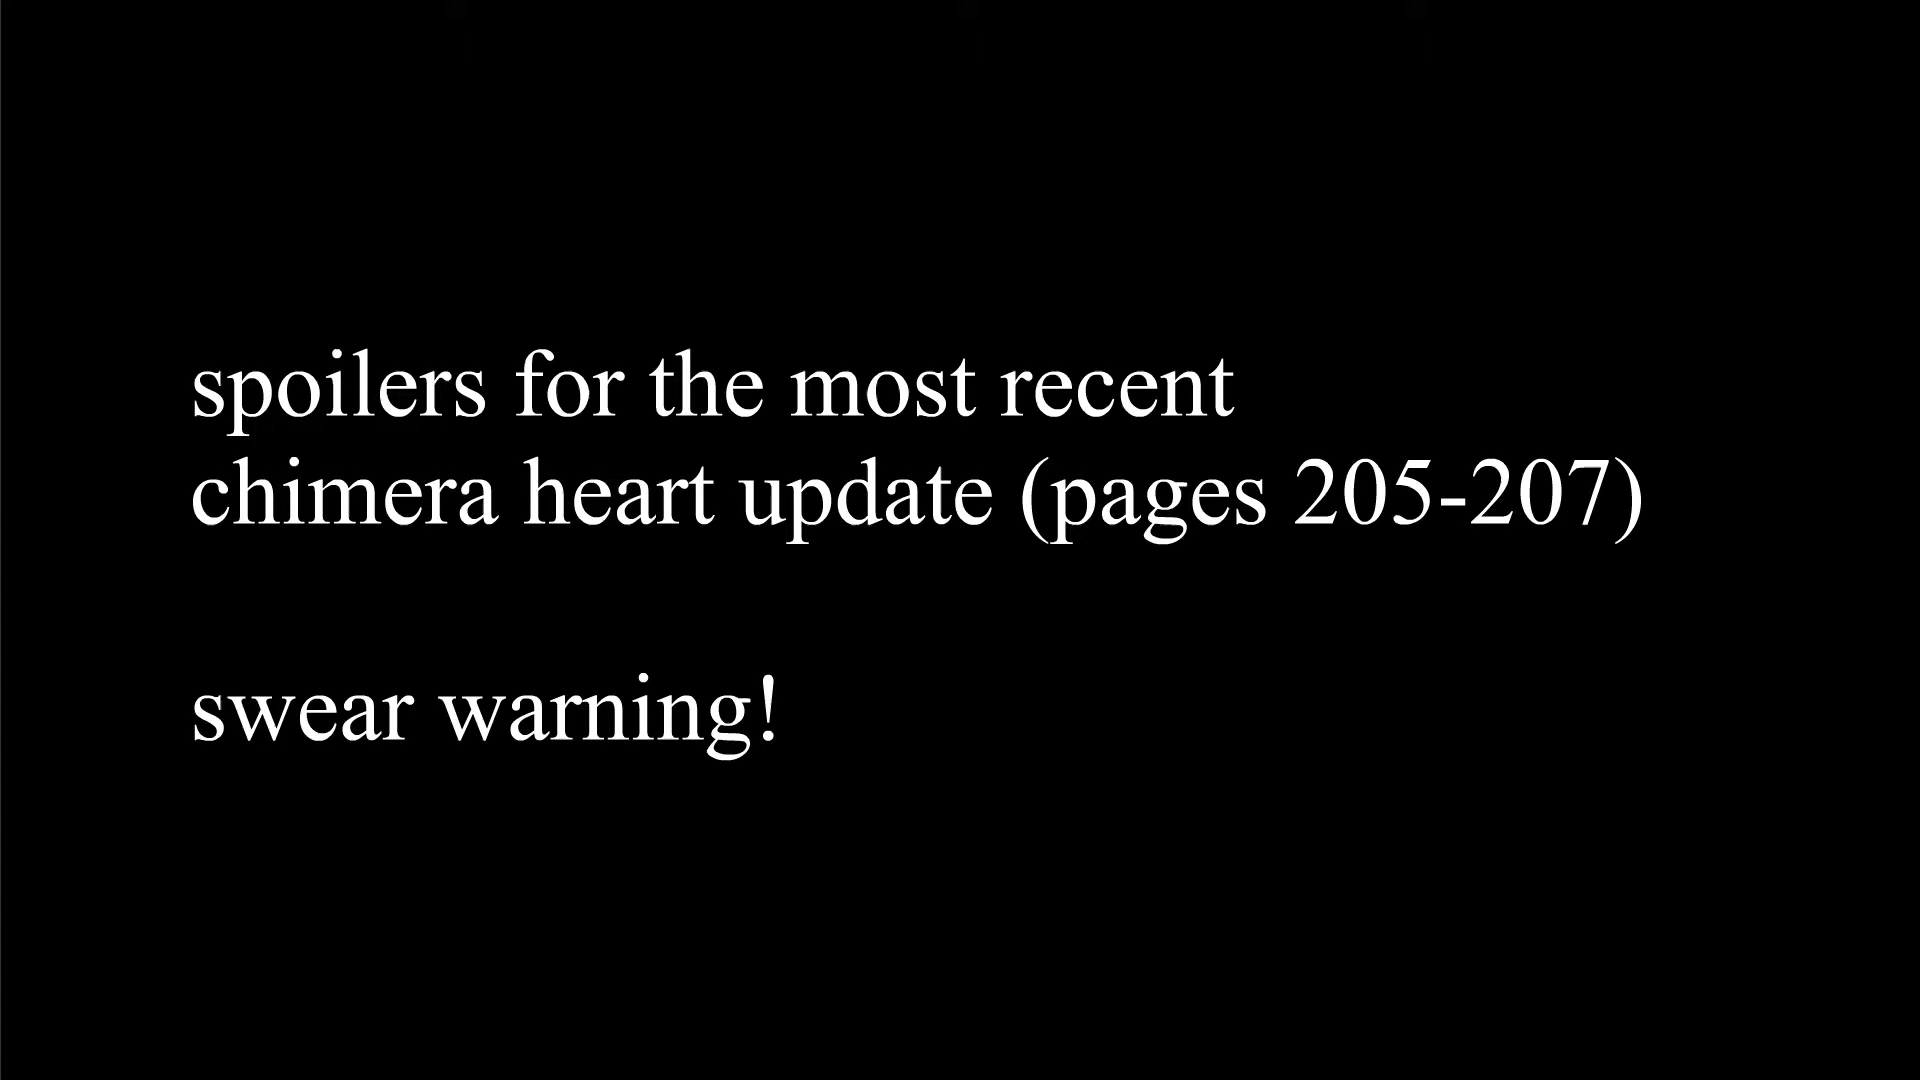 spoilers for the most recent
chimera heart update (pages 205-207)
swear warning!